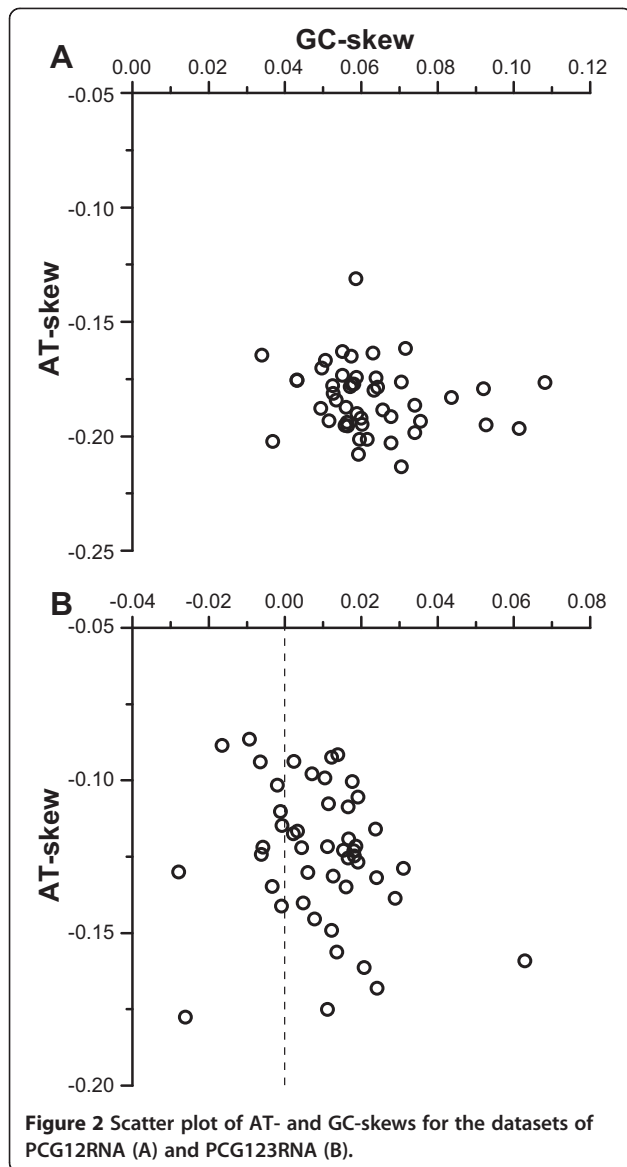 GC-skew
A
0.00 0.02 0.04 0.06 0.08 0.10 0.12
-0.05
-0.10
-0.15
-0.20
-0.25
AT-skew
B
-0.04 -0.02 0.00 0.02 0.04 0.06 0.08
-0.05
-0.10
-0.15
-0.20
AT-skew
Figure 2 Scatter plot of AT- and GC-skews for the datasets of
PCG12RNA (A) and PCG123RNA (B).